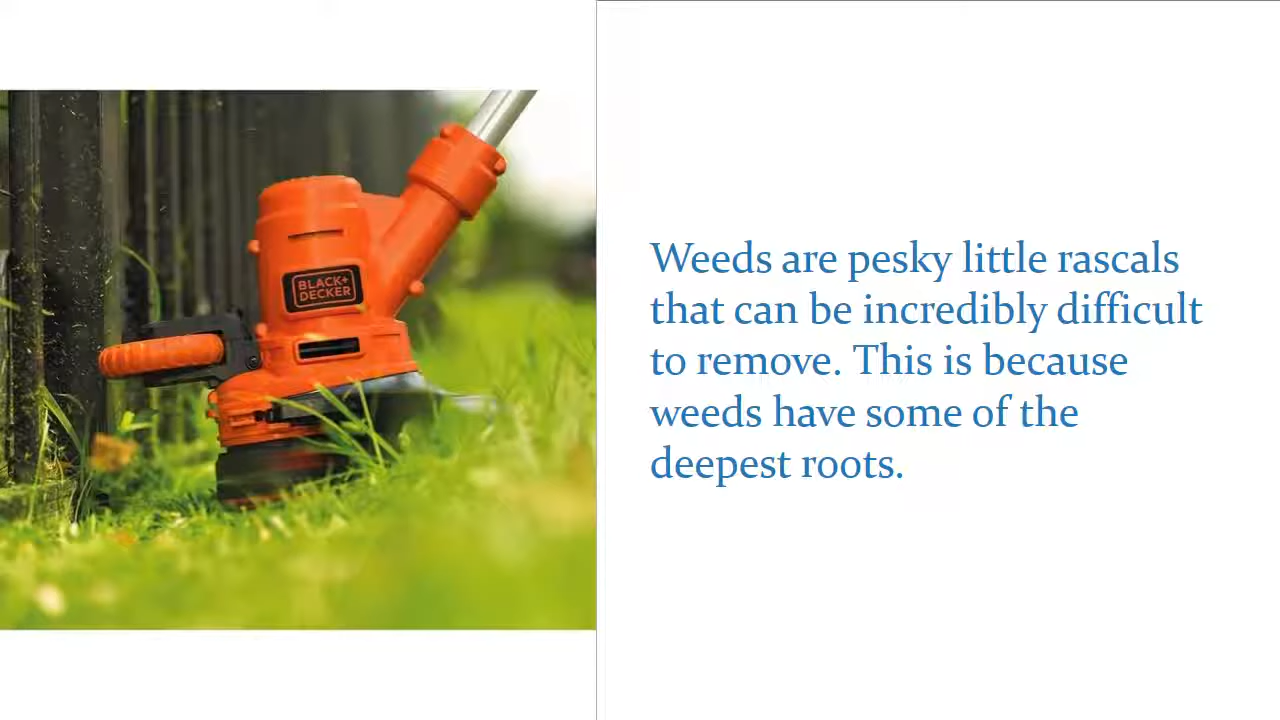 BLACK+
DECKER
Weeds are pesky little rascals
that can be incredibly difficult
to remove. This is because
weeds have some of the
deepest roots.